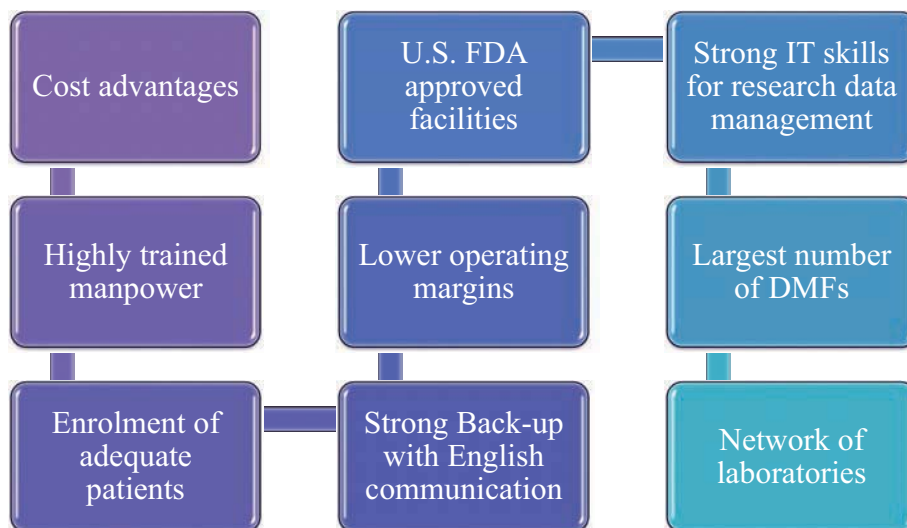 Cost advantages
Highly trained
manpower
Enrolment of
adequate
patients
Strong Back-up
with English
communication
Lower operating
margins
U.S. FDA
approved
facilities
Strong IT skills
for research data
management
Largest number
of DMFs
Network of
laboratories